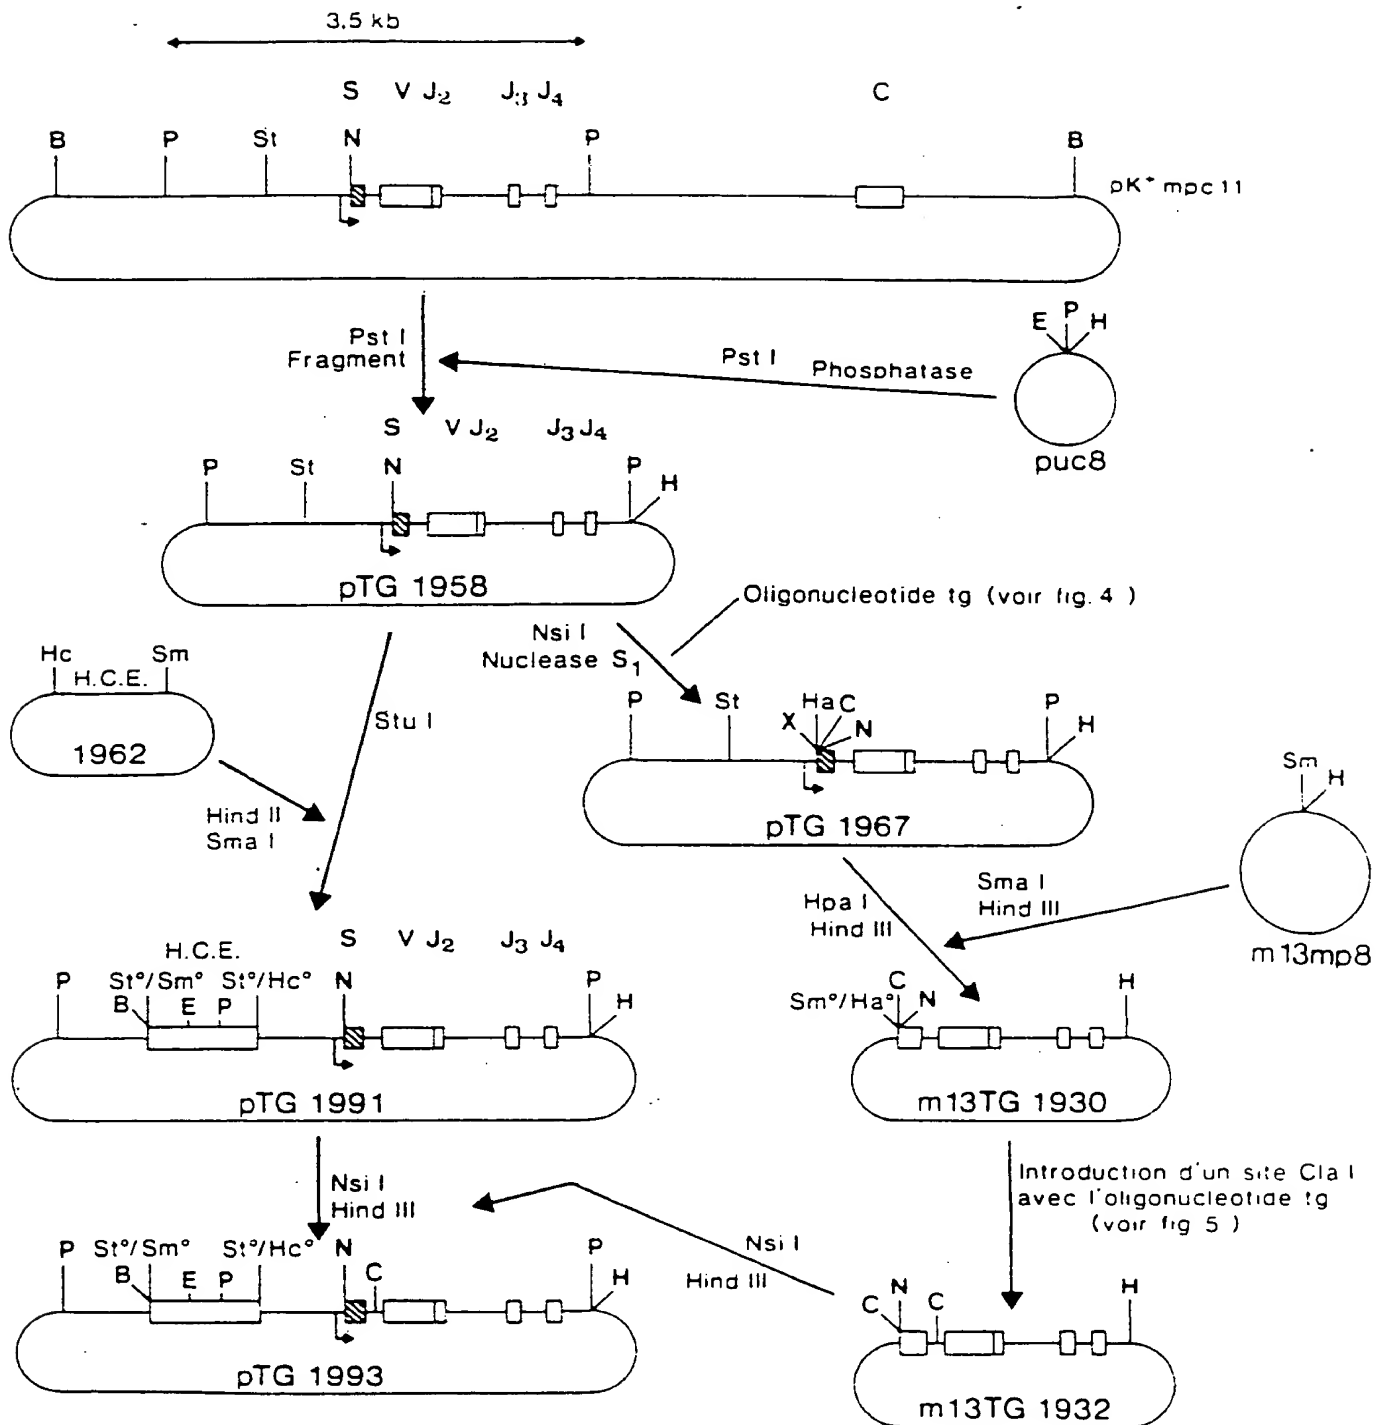 3.5 kb
S V J2 J3 J4 C
B P St N P B
pK+ mpc 11
E P H
Pst I
Fragment
Pst I Phosphatase
puc8
S V J2 J3 J4
P St N P H
pTG 1958
Oligonucleotide tg (voir fig. 4 )
Nsi I
Nuclease S1
Hc Sm
H.C.E.
1962
Stu I
Hind II
Sma I
P St X Ha C N P H
pTG 1967
Sm H
m13mp8
Hpa I
Hind III
Sma I
Hind III
S V J2 J3 J4
H.C.E.
P St°/Sm° St°/Hc° N P H
B E P
pTG 1991
C
Sm°/Ha° N H
m13TG 1930
Nsi I
Hind III
Introduction d'un site Cla I
avec l'oligonucleotide tg
(voir fig 5 )
Nsi I
Hind III
P St°/Sm° St°/Hc° N P H
B E P C
pTG 1993
C N C H
m13TG 1932